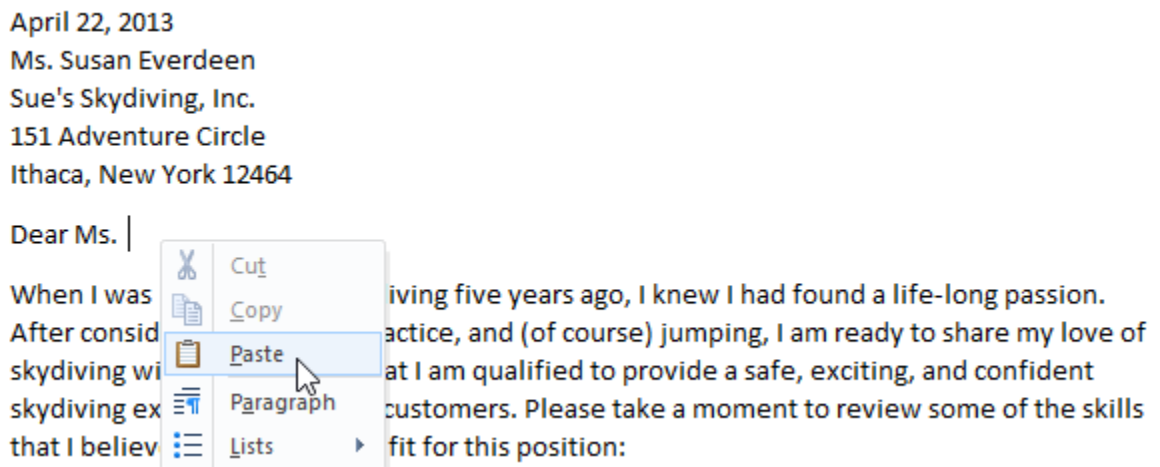 April 22, 2013
Ms. Susan Everdeen
Sue's Skydiving, Inc.
151 Adventure Circle
Ithaca, New York 12464
Dear Ms.
Cut
When I was iving five years ago, I knew I had found a life-long passion.
Copy
After consid actice, and (of course) jumping, I am ready to share my love of
Paste
skydiving wi at I am qualified to provide a safe, exciting, and confident
Paragraph
skydiving ex customers. Please take a moment to review some of the skills
Lists
that I believ fit for this position: